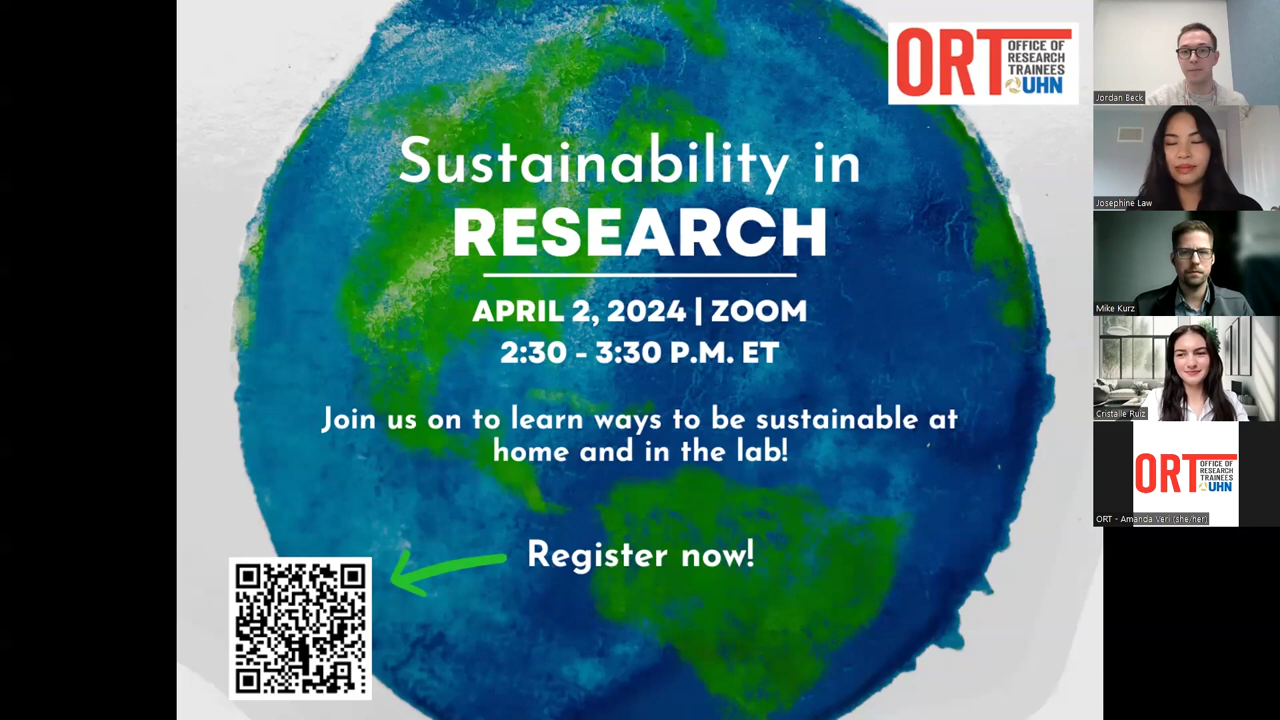 ORT
OFFICE OF
RESEARCH
TRAINEES
UHN
Sustainability in
RESEARCH
APRIL 2, 2024 | ZOOM
2:30 - 3:30 P.M. ET
Join us on to learn ways to be sustainable at
home and in the lab!
Register now!
Jordan Beck
Josephine Law
Mike Kurz
Cristalle Ruiz
ORT
OFFICE OF
RESEARCH
TRAINEES
UHN
ORT - Amanda Veri (she/her)